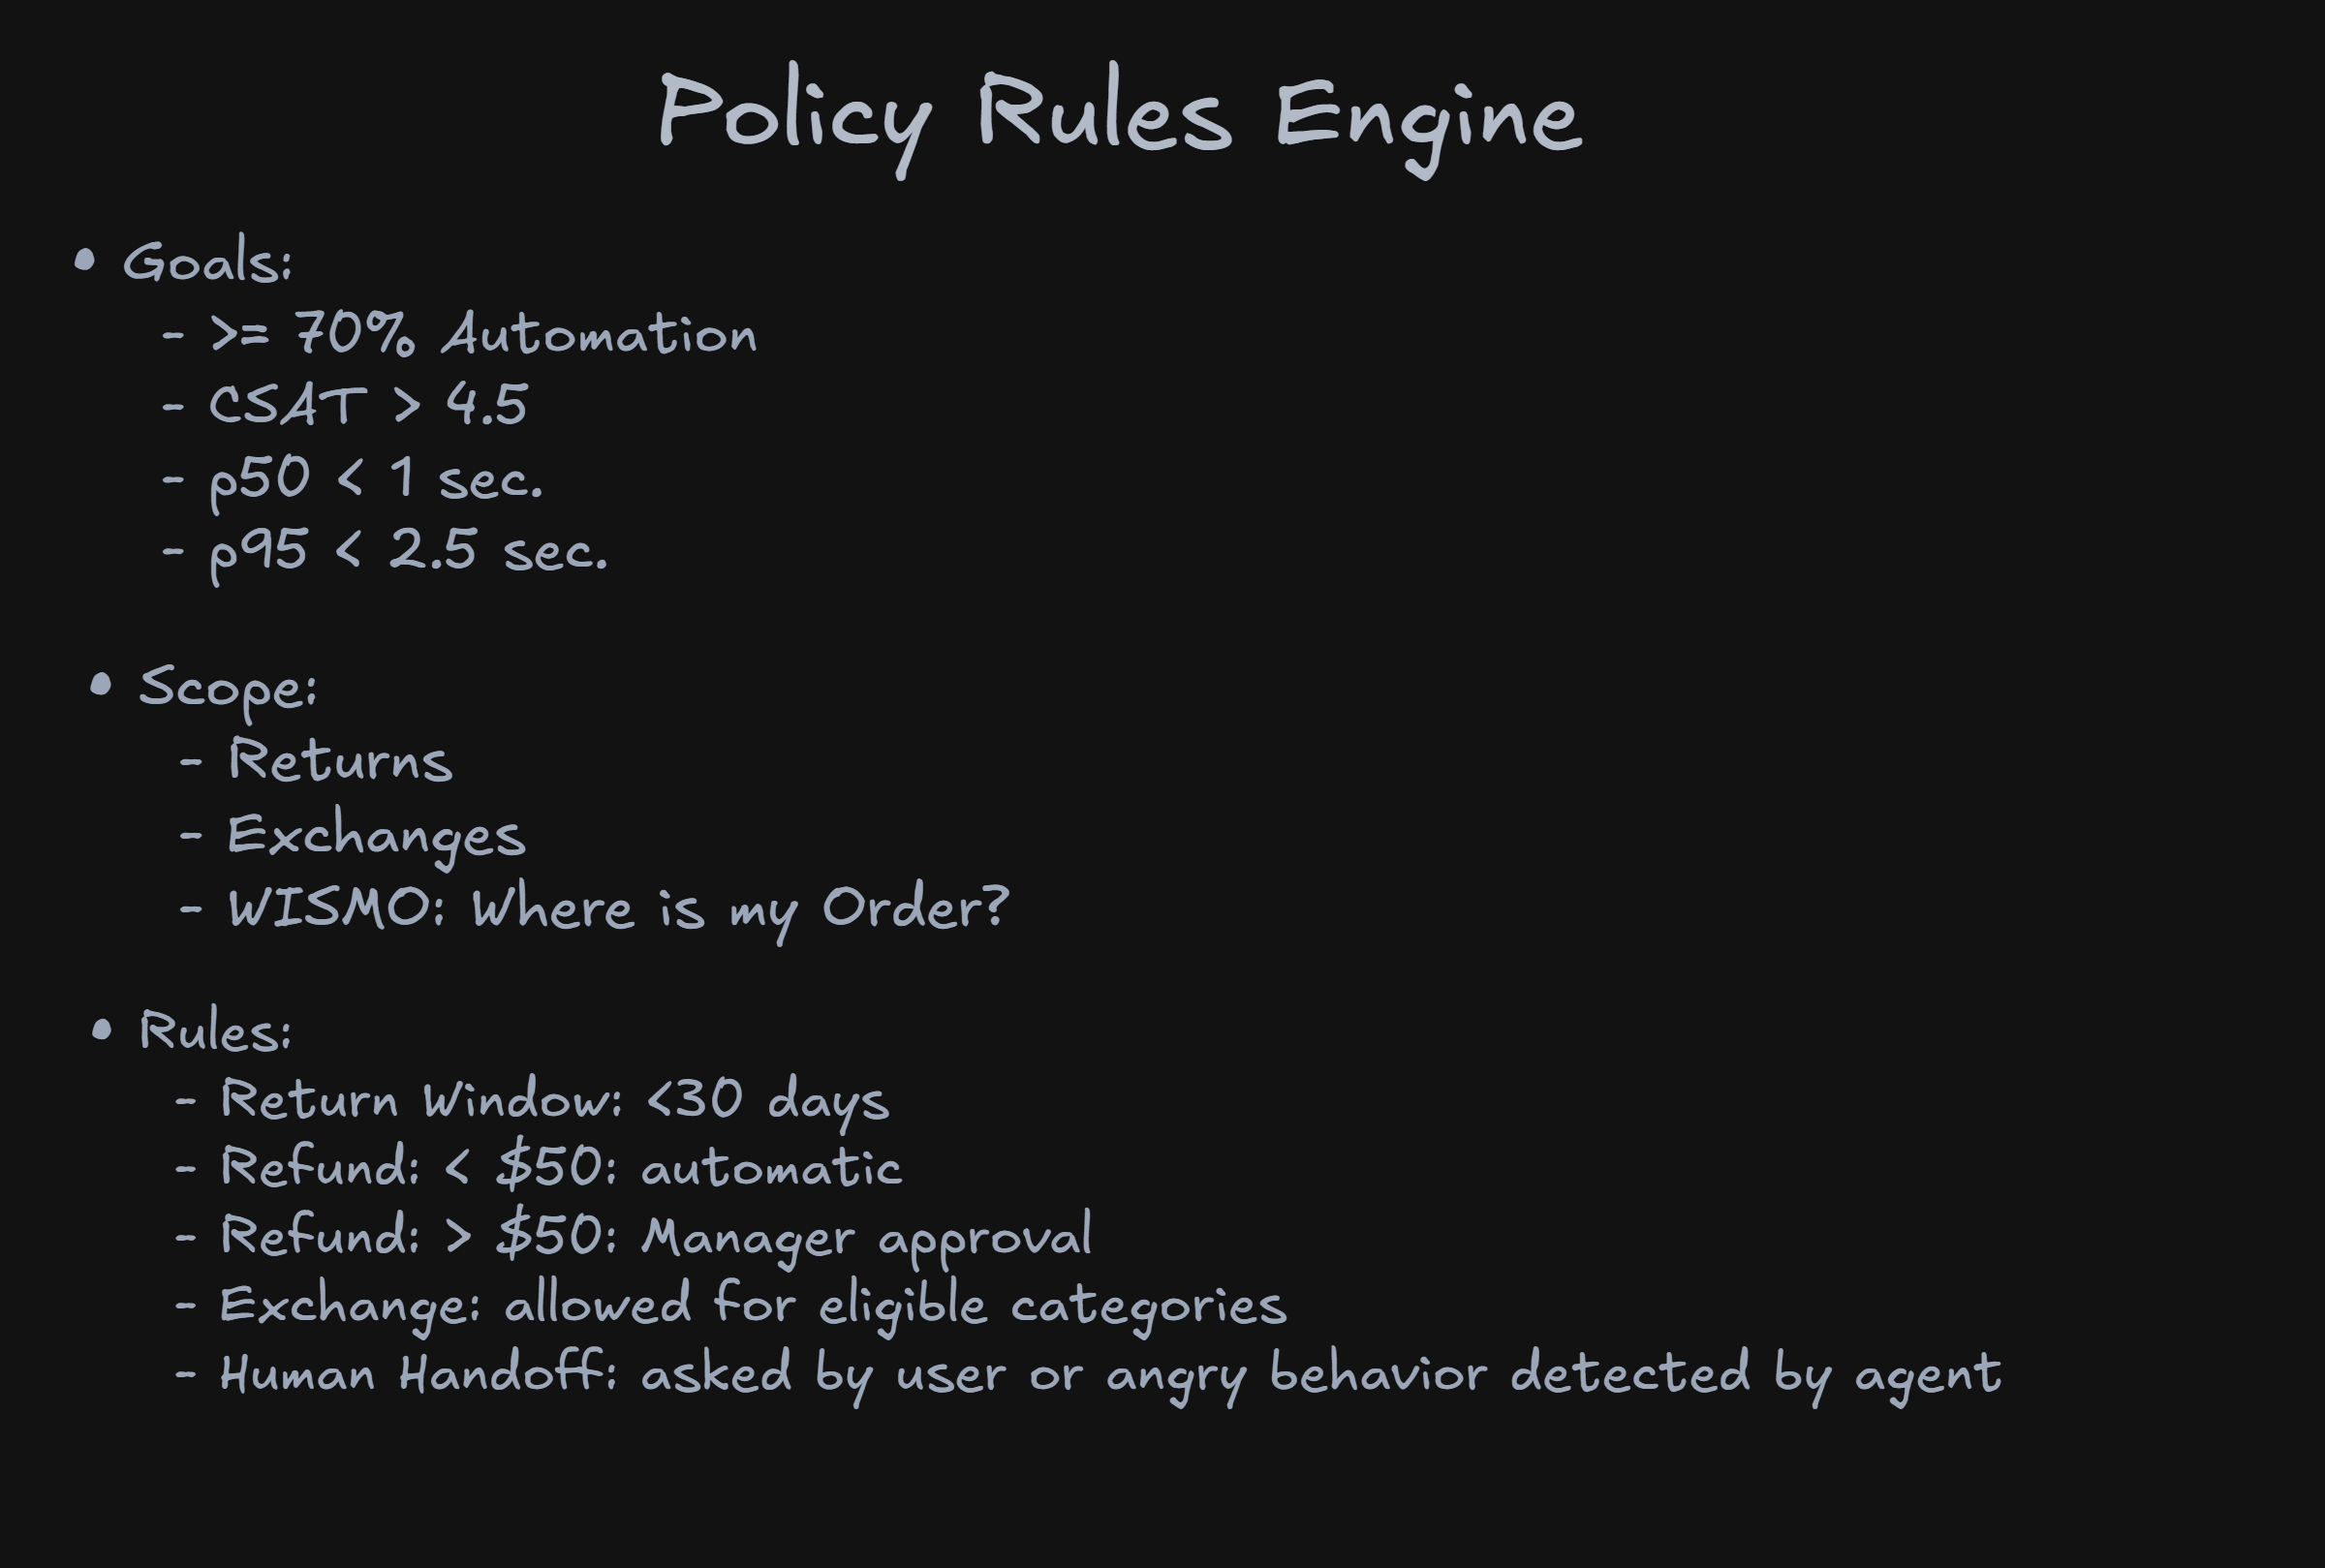 Policy Rules Engine
• Goals:
- >= 70% Automation
- CSAT > 4.5
- p50 < 1 sec.
- p95 < 2.5 sec.
• Scope:
- Returns
- Exchanges
- WISMO: Where is my Order?
• Rules:
- Return Window: <30 days
- Refund: < $50: automatic
- Refund: > $50: Manager approval
- Exchange: allowed for eligible categories
- Human Handoff: asked by user or angry behavior detected by agent